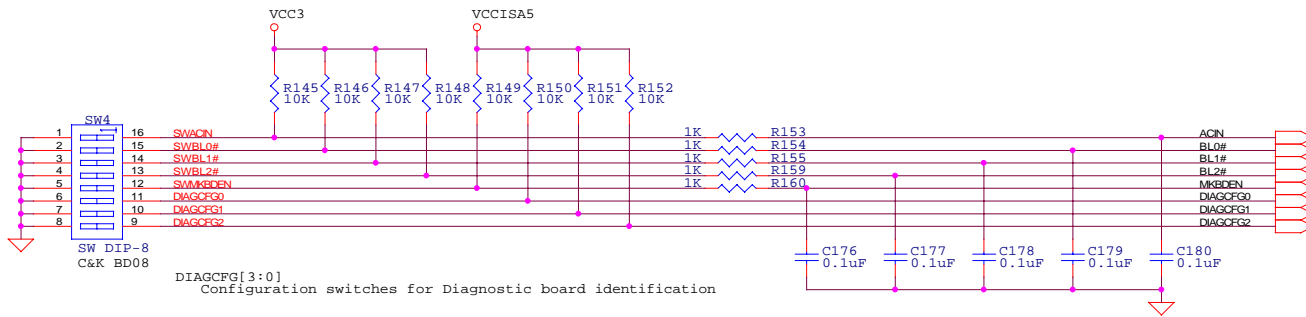 VCC3 VCCISA5
R145 R146 R147 R148 R149 R150 R151 R152
10K 10K 10K 10K 10K 10K 10K 10K
SW4
1 16 SWACIN 1K R153 ACIN
2 15 SWBL0# 1K R154 BL0#
3 14 SWBL1# 1K R155 BL1#
4 13 SWBL2# 1K R159 BL2#
5 12 SWMKBDEN 1K R160 MKBDEN
6 11 DIAGCFG0 DIAGCFG0
7 10 DIAGCFG1 DIAGCFG1
8 9 DIAGCFG2 DIAGCFG2
SW DIP-8
C&K BD08
C176 C177 C178 C179 C180
0.1uF 0.1uF 0.1uF 0.1uF 0.1uF
DIAGCFG[3:0]
Configuration switches for Diagnostic board identification